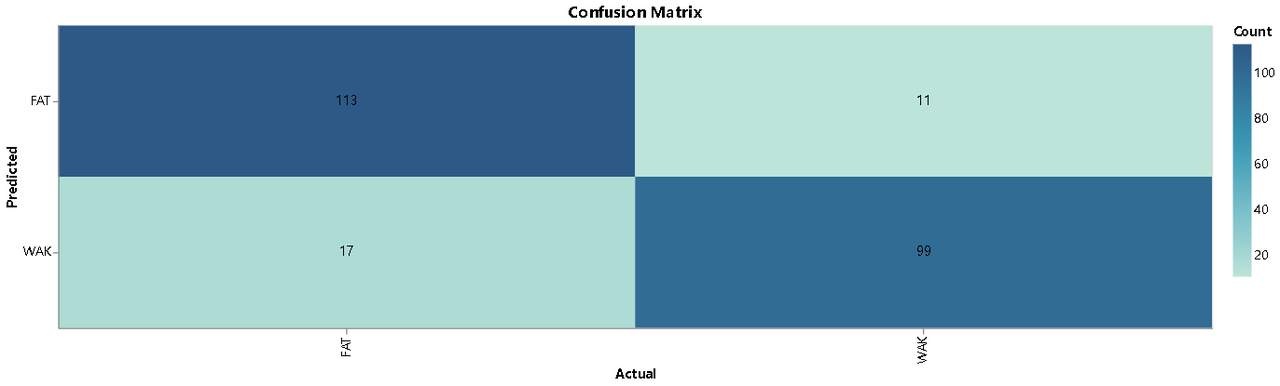 Confusion Matrix
Count
FAT
113
11
100
80
60
40
20
Predicted
WAK
17
99
FAT
WAK
Actual